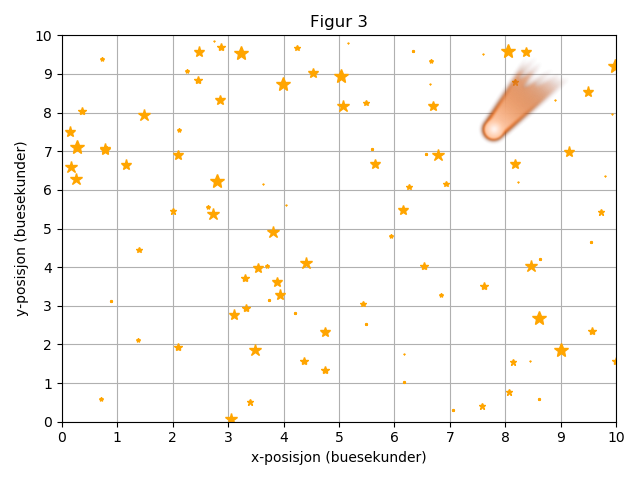 Figur 3
10
9
8
7
6
5
4
3
2
1
0
y-posisjon (buesekunder)
0 1 2 3 4 5 6 7 8 9 10
x-posisjon (buesekunder)